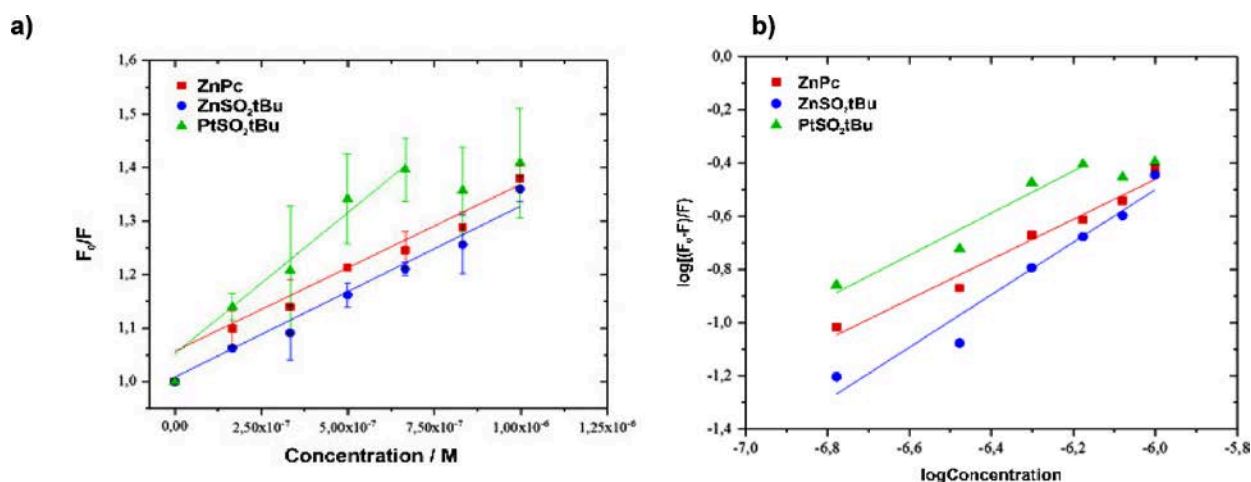 a)
1,6
1,5
1,4
1,3
1,2
1,1
1,0
F₀/F
ZnPc
ZnSO₂tBu
PtSO₂tBu
0,00
2,50x10⁻⁷
5,00x10⁻⁷
7,50x10⁻⁷
1,00x10⁻⁶
1,25x10⁻⁶
Concentration / M
b)
0,0
-0,2
-0,4
-0,6
-0,8
-1,0
-1,2
-1,4
log[(F₀-F)/F)
ZnPc
ZnSO₂tBu
PtSO₂tBu
-7,0
-6,8
-6,6
-6,4
-6,2
-6,0
-5,8
logConcentration